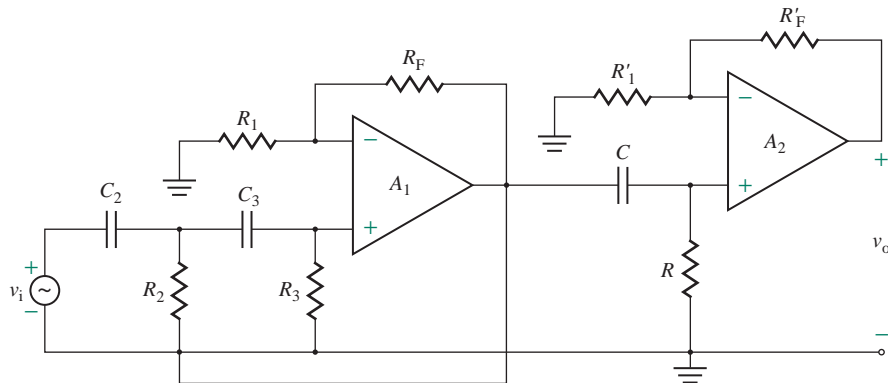 R′F
RF
R′1
R1
−
−
A2
C
+
C2
C3
A1
+
+
+
vo
R
vi
R2
R3
−
−